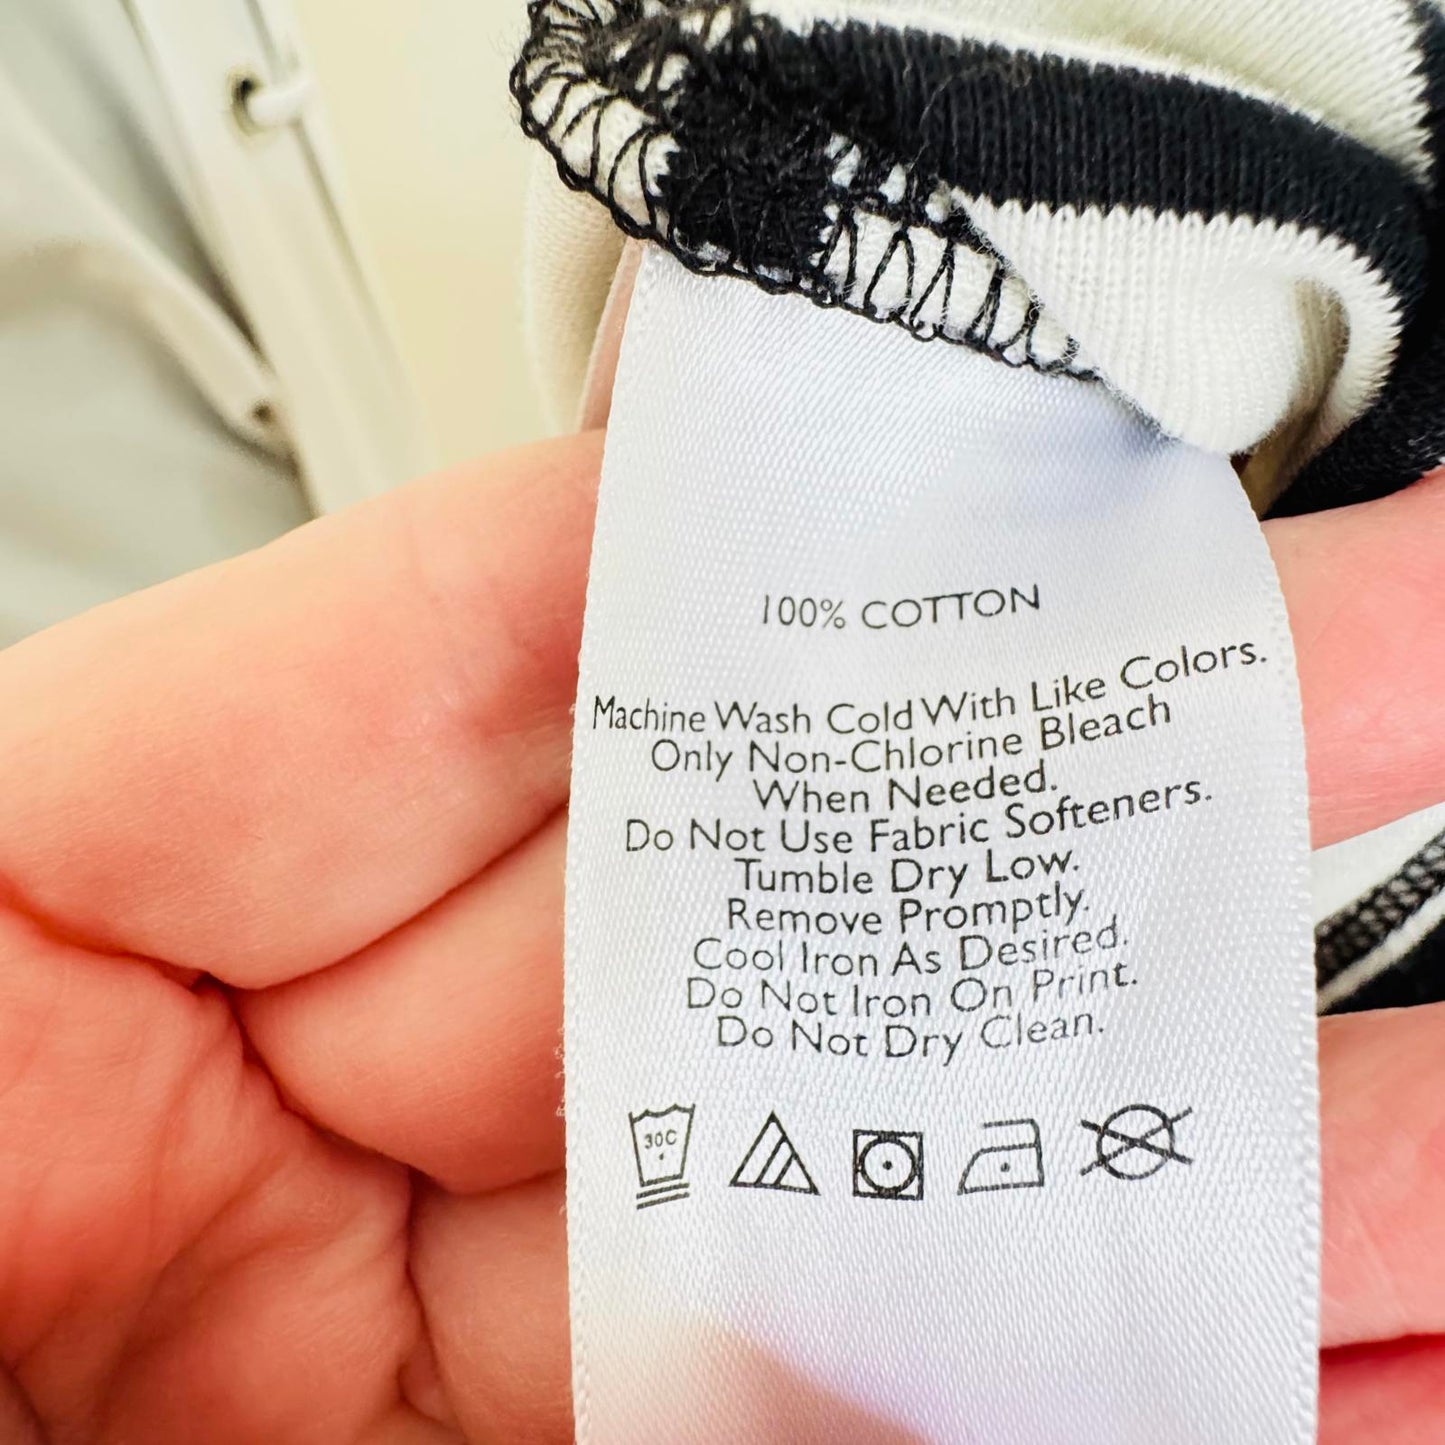 100% COTTON
Machine Wash Cold With Like Colors.
Only Non-Chlorine Bleach
When Needed.
Do Not Use Fabric Softeners.
Tumble Dry Low.
Remove Promptly.
Cool Iron As Desired.
Do Not Iron On Print.
Do Not Dry Clean.
30C